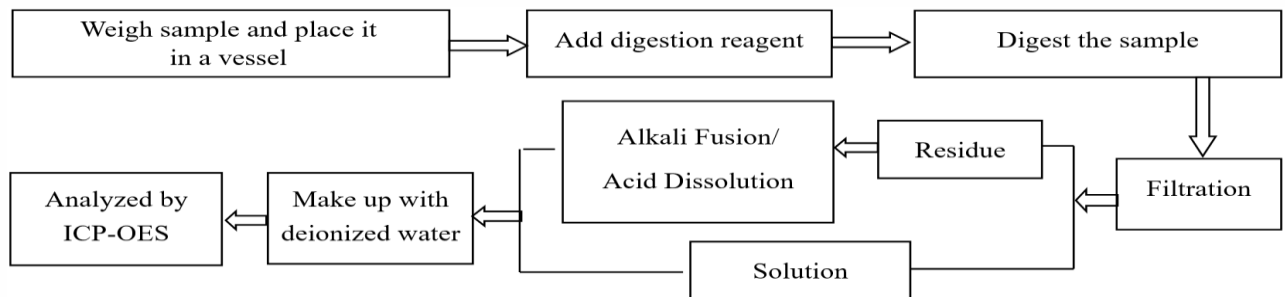 Weigh sample and place it
in a vessel
Add digestion reagent
Digest the sample
Filtration
Residue
Alkali Fusion/
Acid Dissolution
Solution
Make up with
deionized water
Analyzed by
ICP-OES